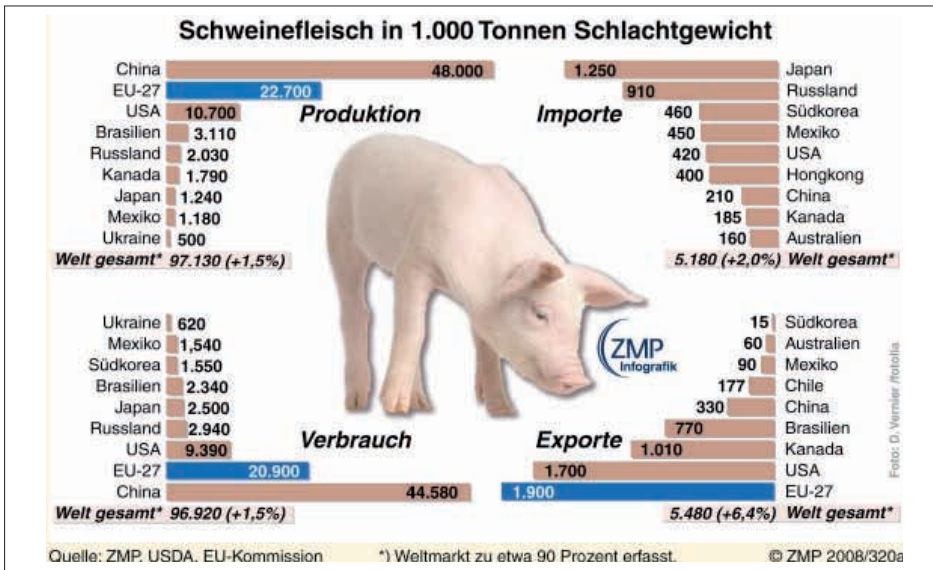 Schweinefleisch in 1.000 Tonnen Schlachtgewicht
Produktion
China 48.000
EU-27 22.700
USA 10.700
Brasilien 3.110
Russland 2.030
Kanada 1.790
Japan 1.240
Mexiko 1.180
Ukraine 500
Welt gesamt* 97.130 (+1,5%)
Importe
1.250 Japan
910 Russland
460 Südkorea
450 Mexiko
420 USA
400 Hongkong
210 China
185 Kanada
160 Australien
5.180 (+2,0%) Welt gesamt*
Verbrauch
Ukraine 620
Mexiko 1,540
Südkorea 1.550
Brasilien 2.340
Japan 2.500
Russland 2.940
USA 9.390
EU-27 20.900
China 44.580
Welt gesamt* 96.920 (+1,5%)
ZMP
Infografik
Exporte
15 Südkorea
60 Australien
90 Mexiko
177 Chile
330 China
770 Brasilien
1.010 Kanada
1.700 USA
1.900 EU-27
5.480 (+6,4%) Welt gesamt*
Foto: D. Vernier /fotolia
Quelle: ZMP, USDA, EU-Kommission *) Weltmarkt zu etwa 90 Prozent erfasst. © ZMP 2008/320a